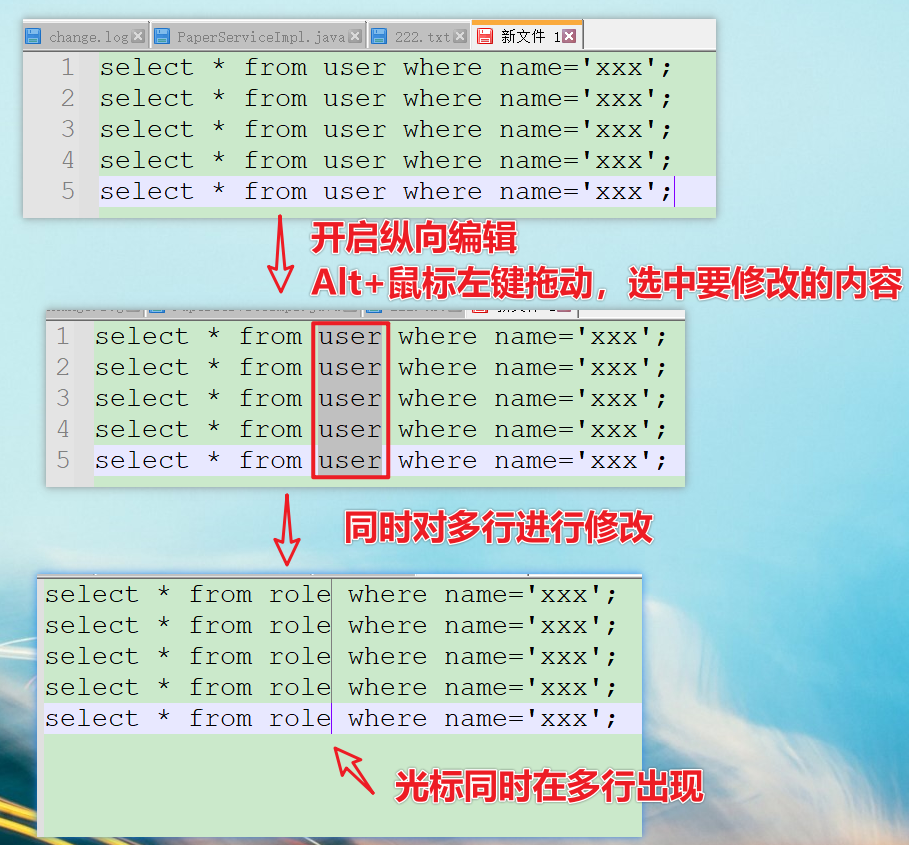 change.log PaperServiceImpl.java 222.txt 新文件 1
1 select * from user where name='xxx';
2 select * from user where name='xxx';
3 select * from user where name='xxx';
4 select * from user where name='xxx';
5 select * from user where name='xxx';
开启纵向编辑
Alt+鼠标左键拖动，选中要修改的内容
1 select * from user where name='xxx';
2 select * from user where name='xxx';
3 select * from user where name='xxx';
4 select * from user where name='xxx';
5 select * from user where name='xxx';
同时对多行进行修改
select * from role where name='xxx';
select * from role where name='xxx';
select * from role where name='xxx';
select * from role where name='xxx';
select * from role where name='xxx';
光标同时在多行出现